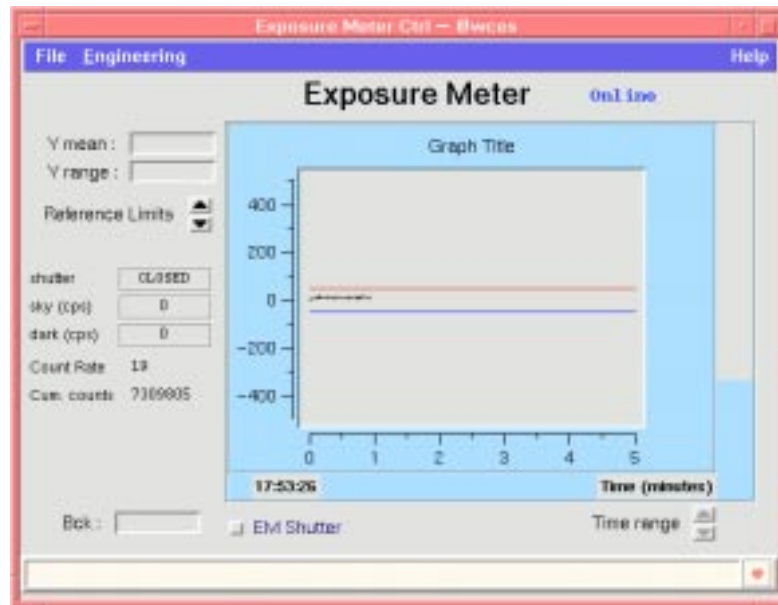 Exposure Meter Ctrl — @wcos
File Engineering Help
Exposure Meter Online
Y mean :
Y range :
Reference Limits
shutter CLOSED
sky (cps) 0
dark (cps) 0
Count Rate 19
Cum. counts 7309805
Graph Title
400
200
0
-200
-400
0 1 2 3 4 5
17:53:26 Time (minutes)
Bck :
EM Shutter
Time range